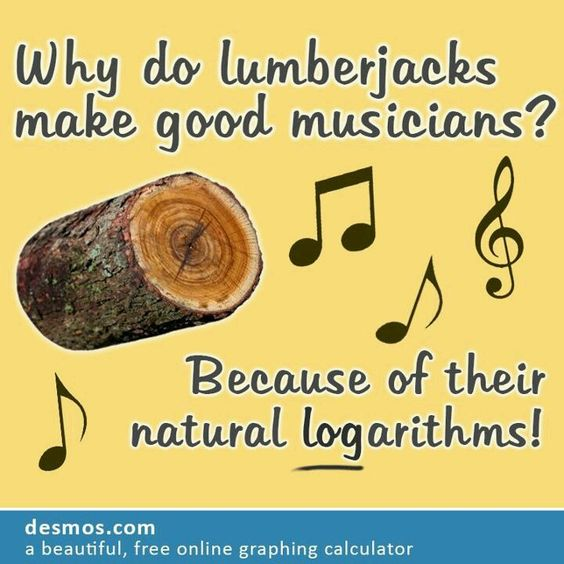 Why do lumberjacks
make good musicians?
Because of their
natural logarithms!
desmos.com
a beautiful, free online graphing calculator